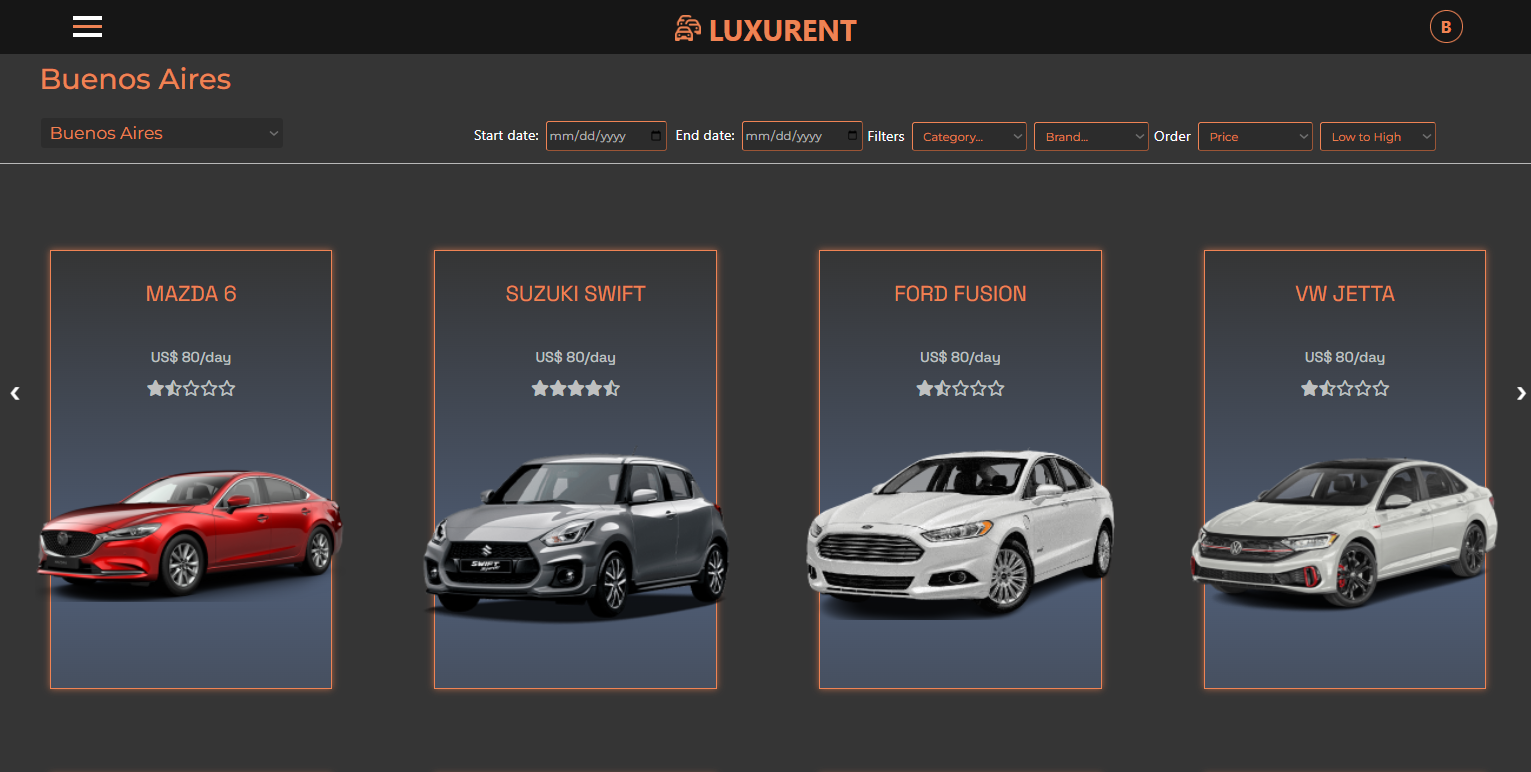 LUXURENT
B
Buenos Aires
Buenos Aires
Start date: mm/dd/yyyy End date: mm/dd/yyyy Filters Category... Brand... Order Price Low to High
MAZDA 6
US$ 80/day
SUZUKI SWIFT
US$ 80/day
SWIFT
FORD FUSION
US$ 80/day
VW JETTA
US$ 80/day